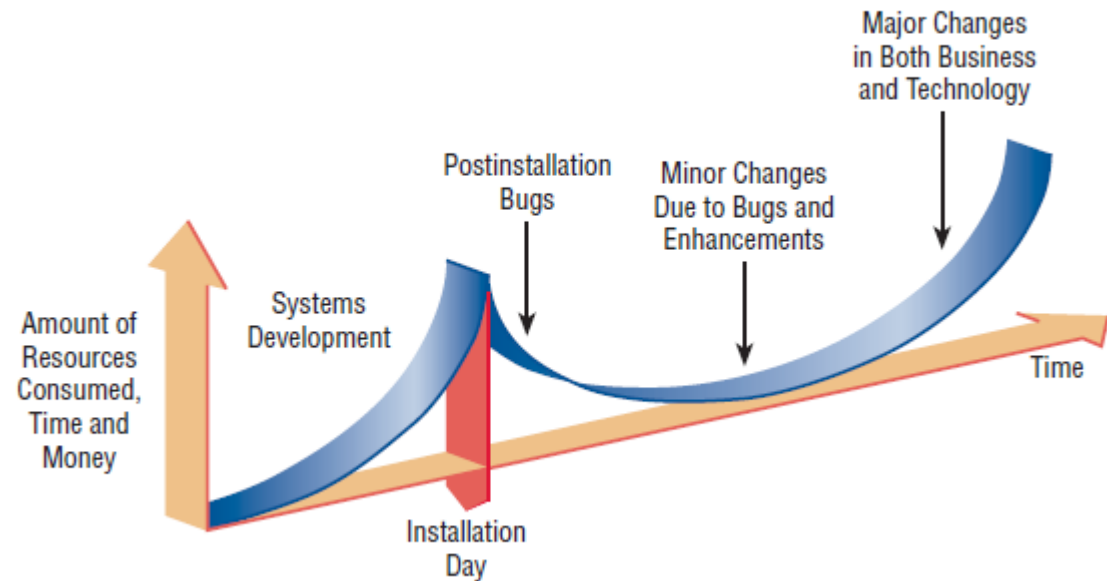 Major Changes
in Both Business
and Technology
Postinstallation
Bugs
Minor Changes
Due to Bugs and
Enhancements
Systems
Development
Amount of
Resources
Consumed,
Time and
Money
Time
Installation
Day